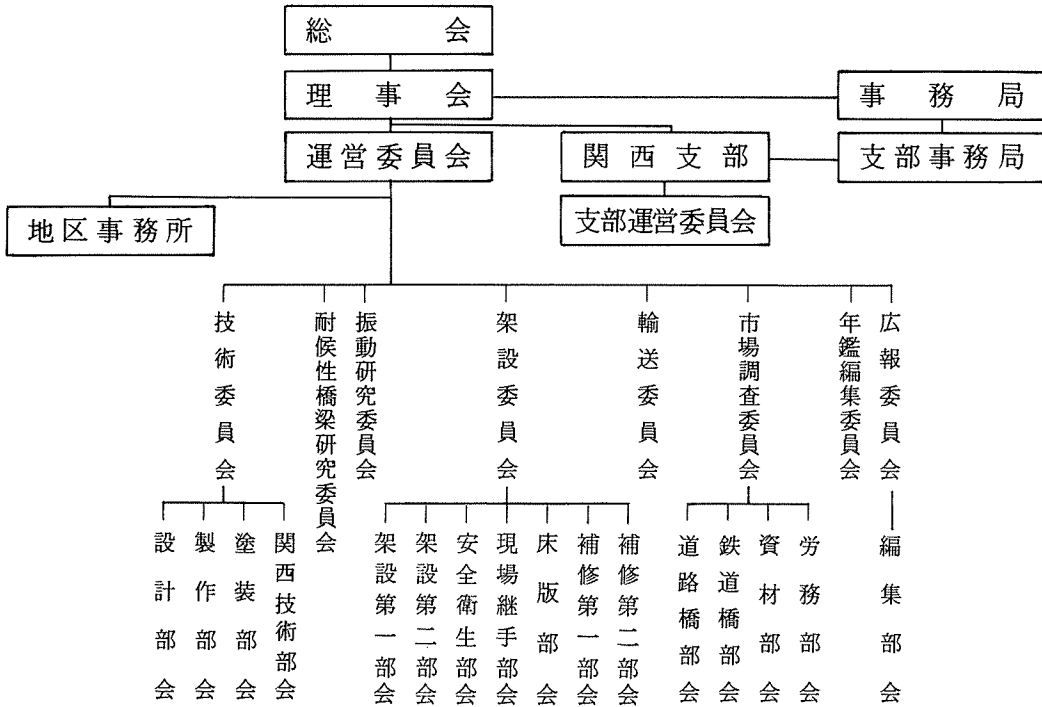 総会
理事会
事務局
運営委員会
関西支部
支部事務局
地区事務所
支部運営委員会
技術委員会
耐候性橋梁研究委員会
振動研究委員会
架設委員会
輸送委員会
市場調査委員会
年鑑編集委員会
広報委員会
設計部会
製作部会
塗装部会
関西技術部会
架設第一部会
架設第二部会
安全衛生部会
現場継手部会
床版部会
補修第一部会
補修第二部会
道路橋部会
鉄道橋部会
資材部会
労務部会
編集部会